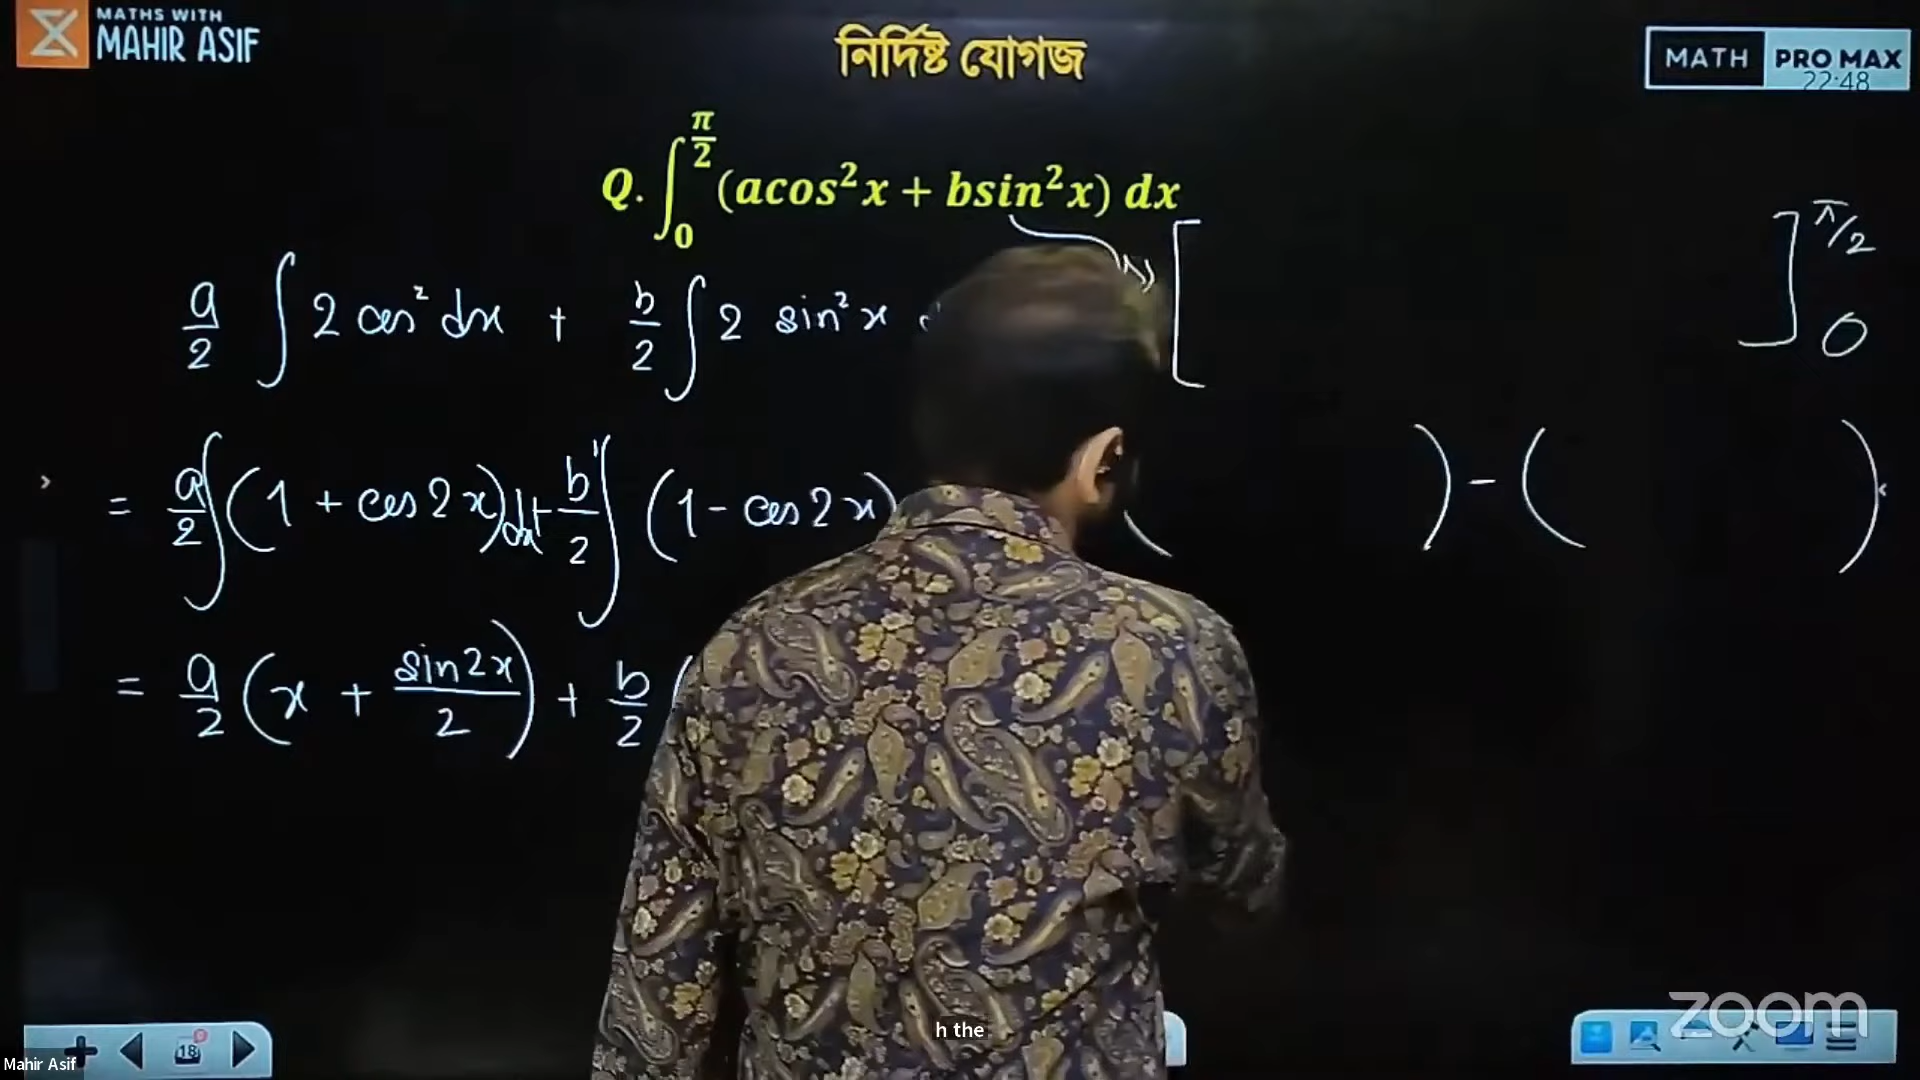 MATHS WITH
MAHIR ASIF
নির্দিষ্ট যোগজ
MATH PRO MAX
22:48
Q. ∫₀^(π/2) (acos²x + bsin²x) dx
a/2 ∫ 2 cos² dx + b/2 ∫ 2 sin² x
[ ]₀^(π/2)
= a/2 ∫ (1 + cos 2x) dx + b/2 ∫ (1 - cos 2x)
( ) - ( )
= a/2 (x + sin2x/2) + b/2 (
h the
18
zoom
Mahir Asif